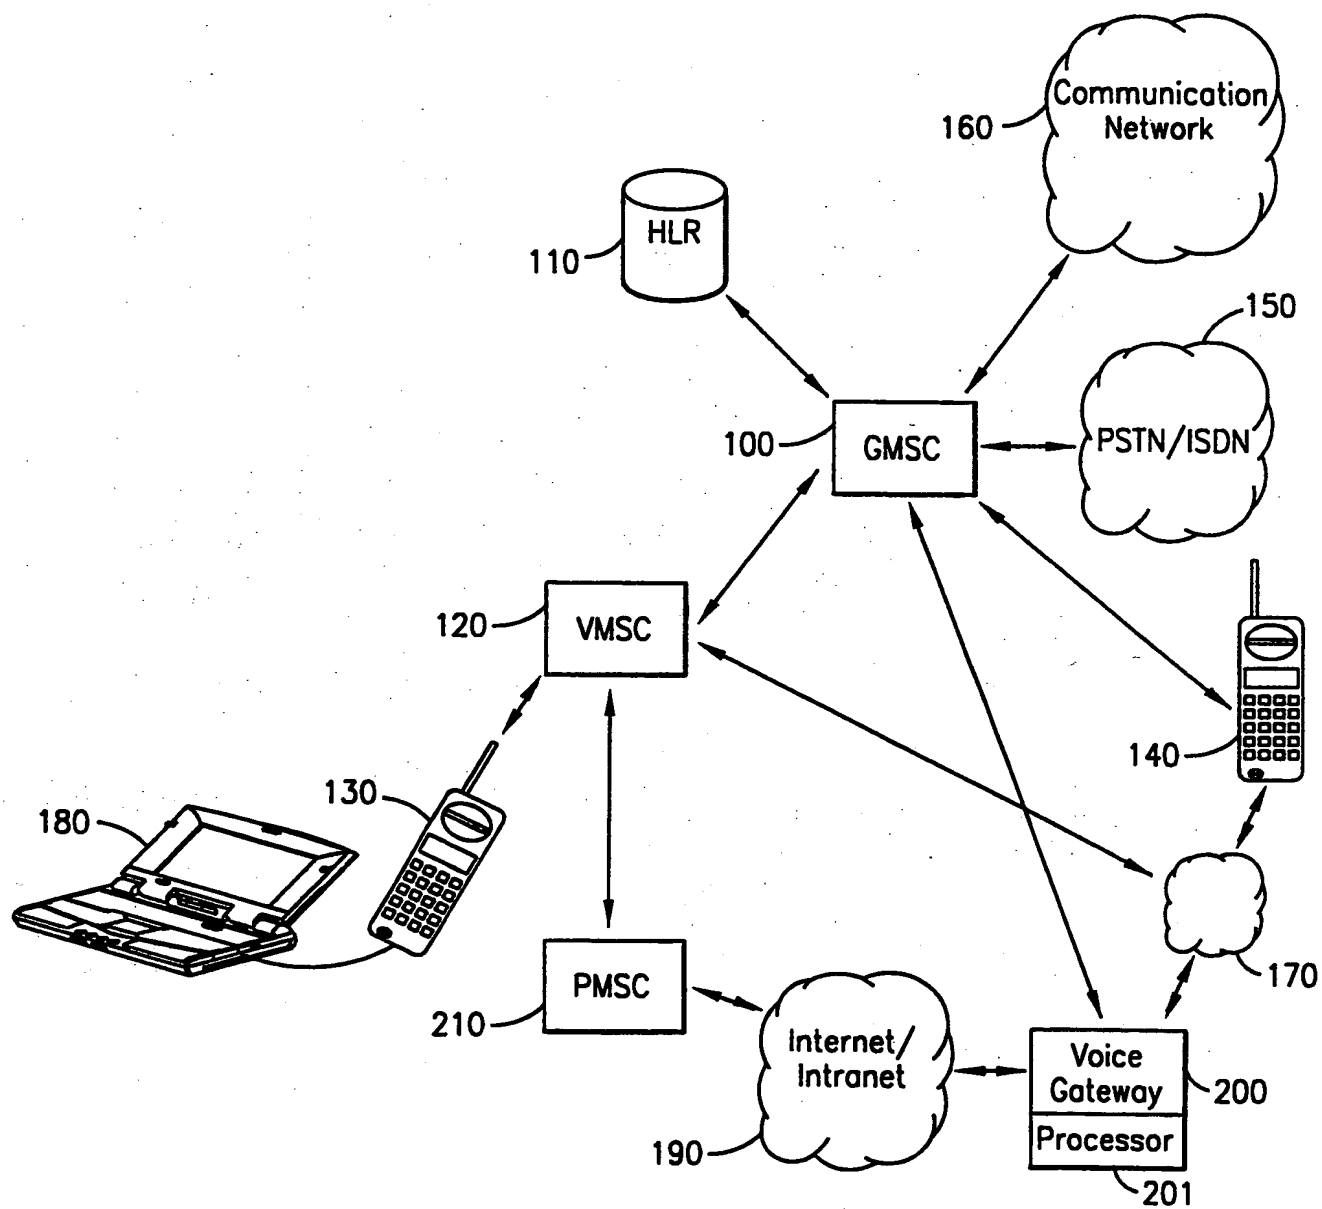 Communication
Network
160
HLR
110
150
100
GMSC
PSTN/ISDN
120
VMSC
140
130
180
170
PMSC
210
Internet/
Intranet
190
Voice
Gateway
200
Processor
201